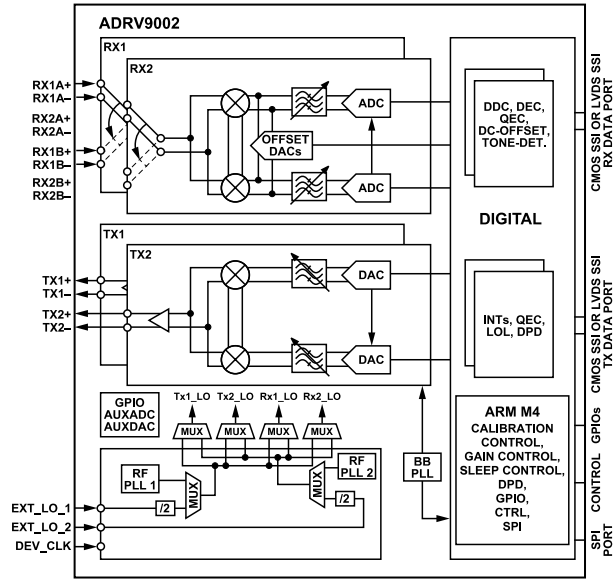 ADRV9002
RX1
RX2
RX1A+
RX1A–
RX2A+
RX2A–
RX1B+
RX1B–
RX2B+
RX2B–
ADC
OFFSET
DACs
ADC
DDC, DEC,
QEC,
DC-OFFSET,
TONE-DET.
CMOS SSI OR LVDS SSI
RX DATA PORT
DIGITAL
TX1
TX2
TX1+
TX1–
TX2+
TX2–
DAC
DAC
INTs, QEC,
LOL, DPD
CMOS SSI OR LVDS SSI
TX DATA PORT
GPIO
AUXADC
AUXDAC
Tx1_LO
Tx2_LO
Rx1_LO
Rx2_LO
MUX
MUX
MUX
MUX
RF
PLL 1
/2
MUX
MUX
RF
PLL 2
/2
EXT_LO_1
EXT_LO_2
DEV_CLK
BB
PLL
ARM M4
CALIBRATION
CONTROL,
GAIN CONTROL,
SLEEP CONTROL,
DPD,
GPIO,
CTRL,
SPI
GPIOs
CONTROL
SPI
PORT